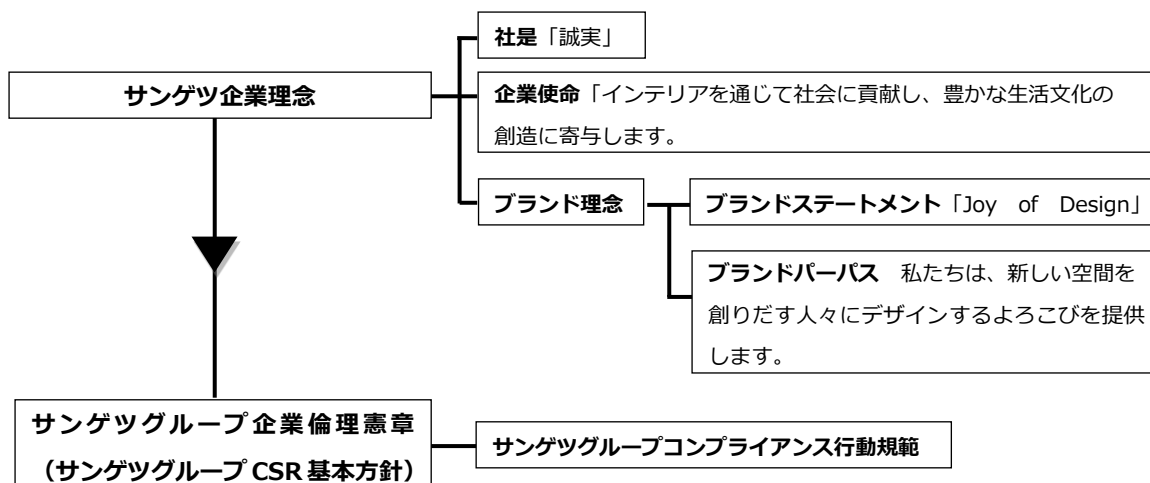 社是「誠実」
サンゲツ企業理念
企業使命「インテリアを通じて社会に貢献し、豊かな生活文化の
創造に寄与します。
ブランド理念
ブランドステートメント「Joy of Design」
ブランドパーパス 私たちは、新しい空間を
創りだす人々にデザインするよろこびを提供
します。
サンゲツグループ企業倫理憲章
（サンゲツグループ CSR 基本方針）
サンゲツグループコンプライアンス行動規範